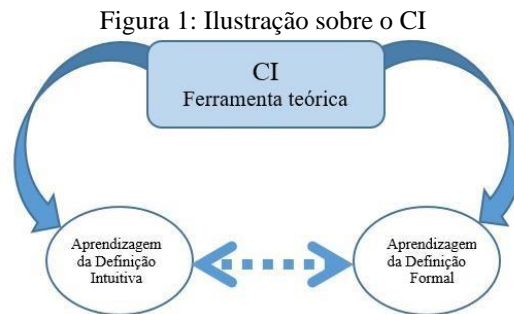 Figura 1: Ilustração sobre o CI
CI
Ferramenta teórica
Aprendizagem
da Definição
Intuitiva
Aprendizagem
da Definição
Formal